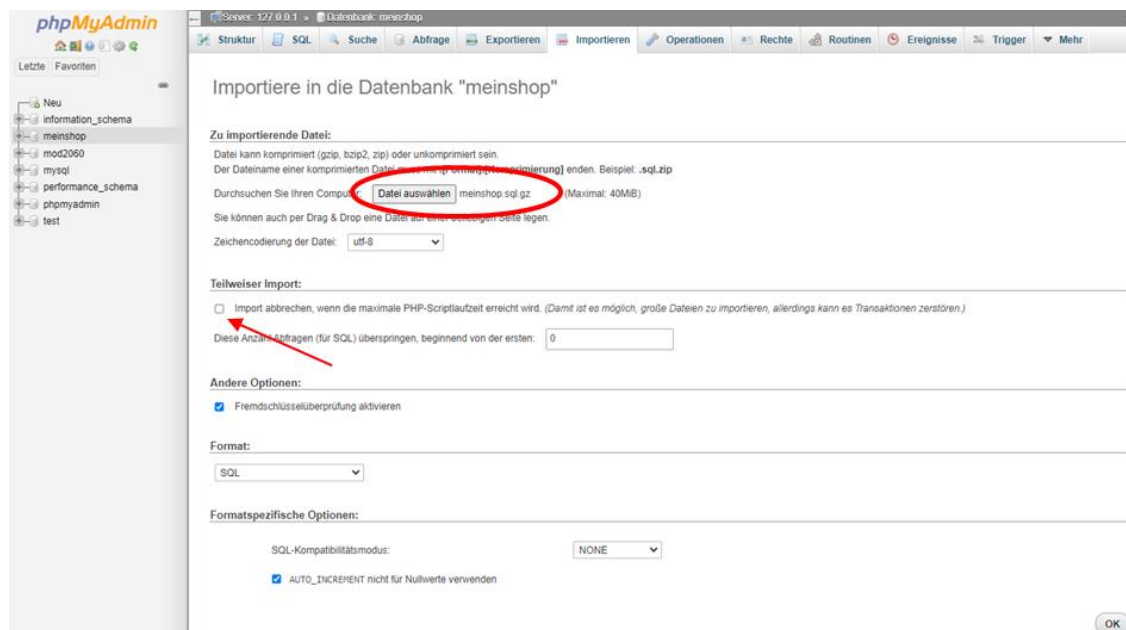 phpMyAdmin
Letzte Favoriten
Neu
information_schema
meinshop
mod2060
mysql
performance_schema
phpmyadmin
test
Server: 127.0.0.1 » Datenbank: meinshop
Struktur SQL Suche Abfrage Exportieren Importieren Operationen Rechte Routinen Ereignisse Trigger Mehr
Importiere in die Datenbank "meinshop"
Zu importierende Datei:
Datei kann komprimiert (gzip, bzip2, zip) oder unkomprimiert sein.
Der Dateiname einer komprimierten Datei muss mit .[Format].[Komprimierung] enden. Beispiel: .sql.zip
Durchsuchen Sie Ihren Computer: Datei auswählen meinshop.sql.gz (Maximal: 40MiB)
Sie können auch per Drag & Drop eine Datei auf einer beliebigen Seite legen.
Zeichencodierung der Datei: utf-8
Teilweiser Import:
Import abbrechen, wenn die maximale PHP-Scriptlaufzeit erreicht wird. (Damit ist es möglich, große Dateien zu importieren, allerdings kann es Transaktionen zerstören.)
Diese Anzahl Abfragen (für SQL) überspringen, beginnend von der ersten: 0
Andere Optionen:
Fremdschlüsselüberprüfung aktivieren
Format:
SQL
Formatspezifische Optionen:
SQL-Kompatibilitätsmodus: NONE
AUTO_INCREMENT nicht für Nullwerte verwenden
OK